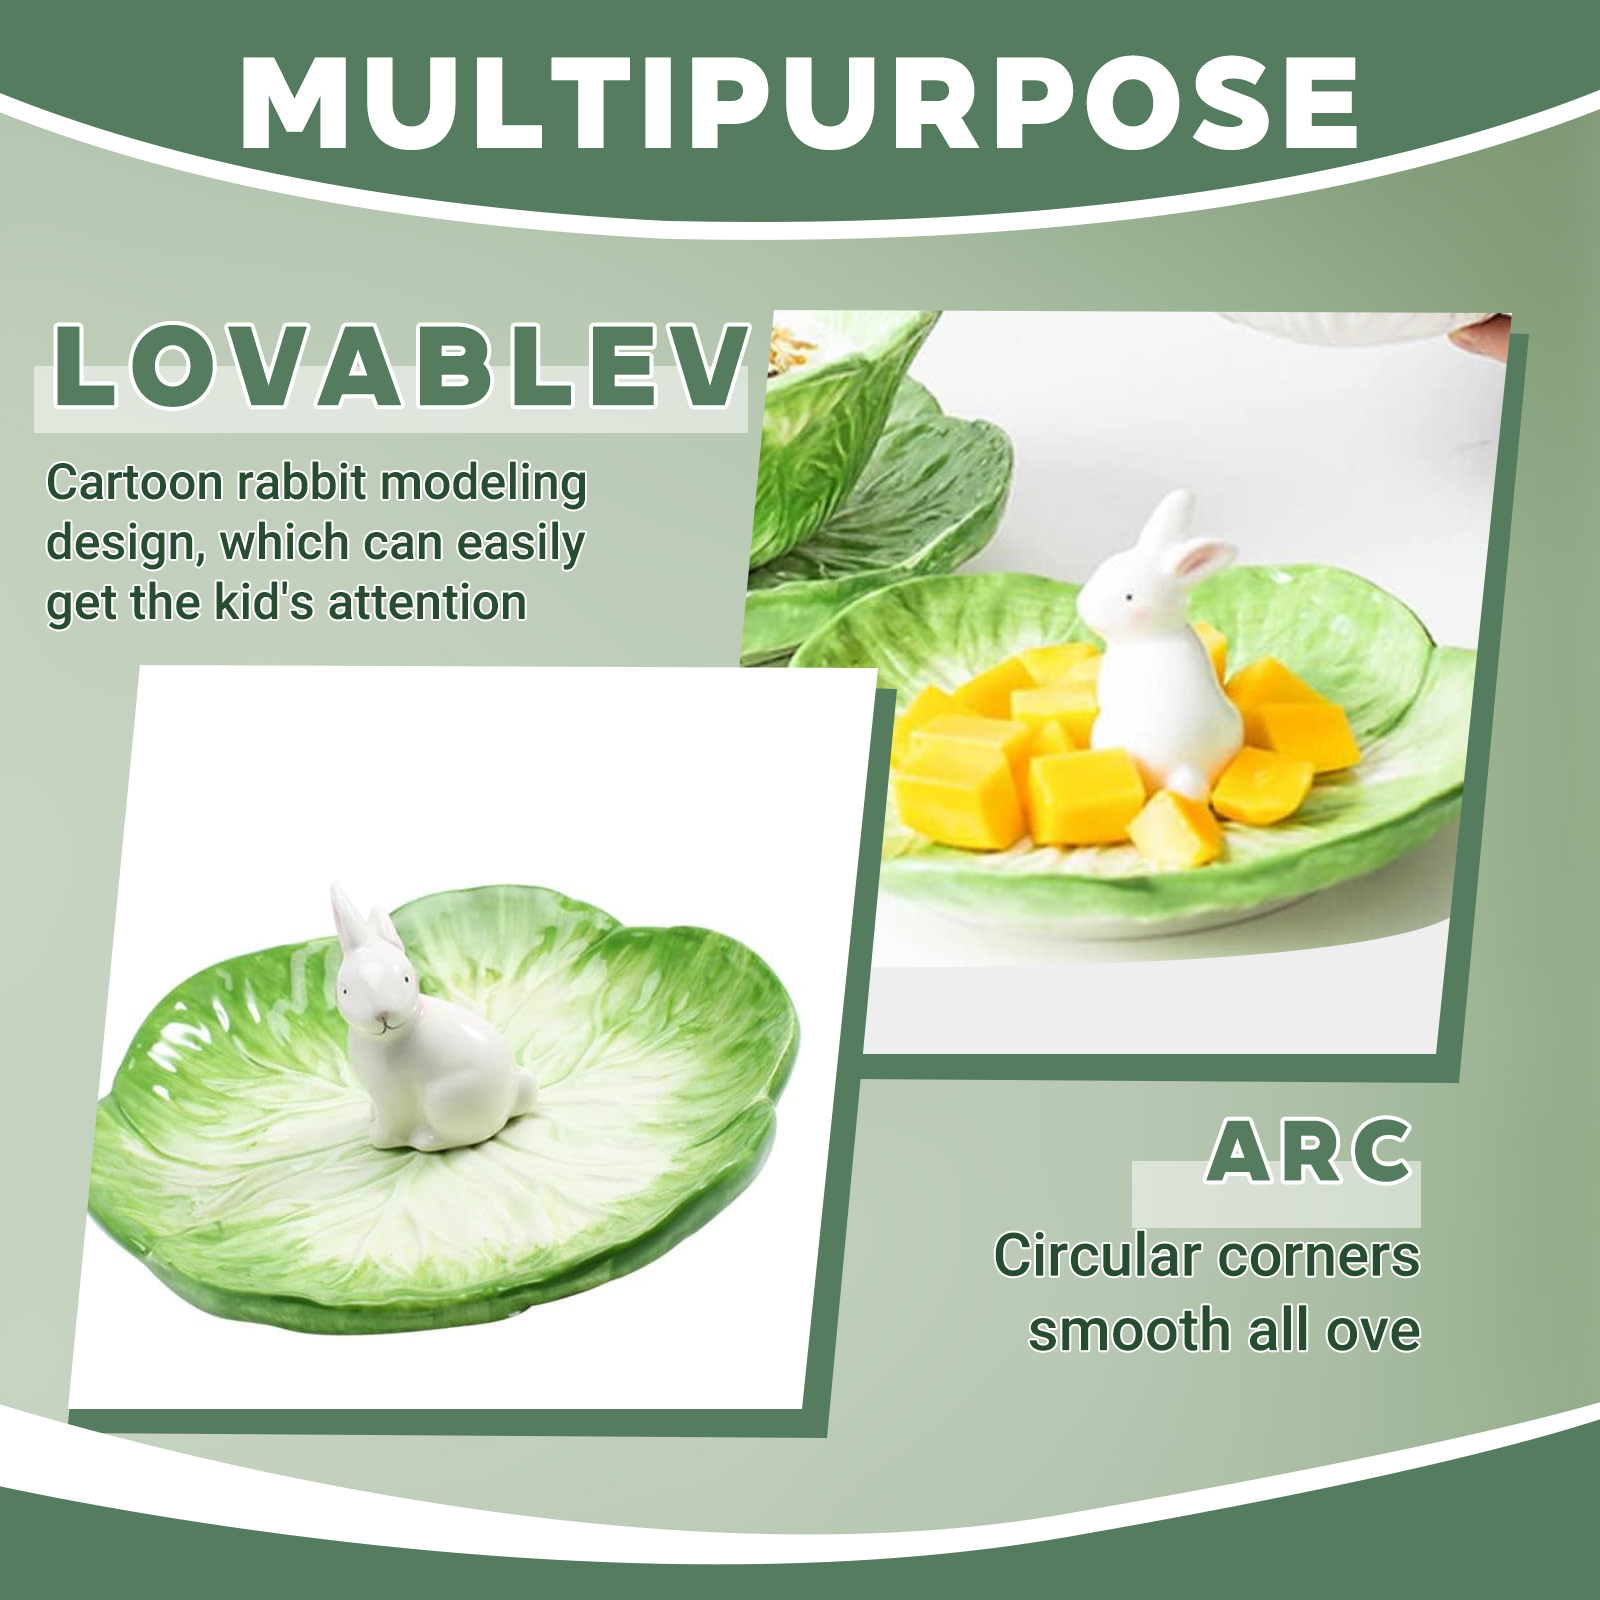 MULTIPURPOSE
LOVABLEV
Cartoon rabbit modeling
design, which can easily
get the kid's attention
ARC
Circular corners
smooth all ove